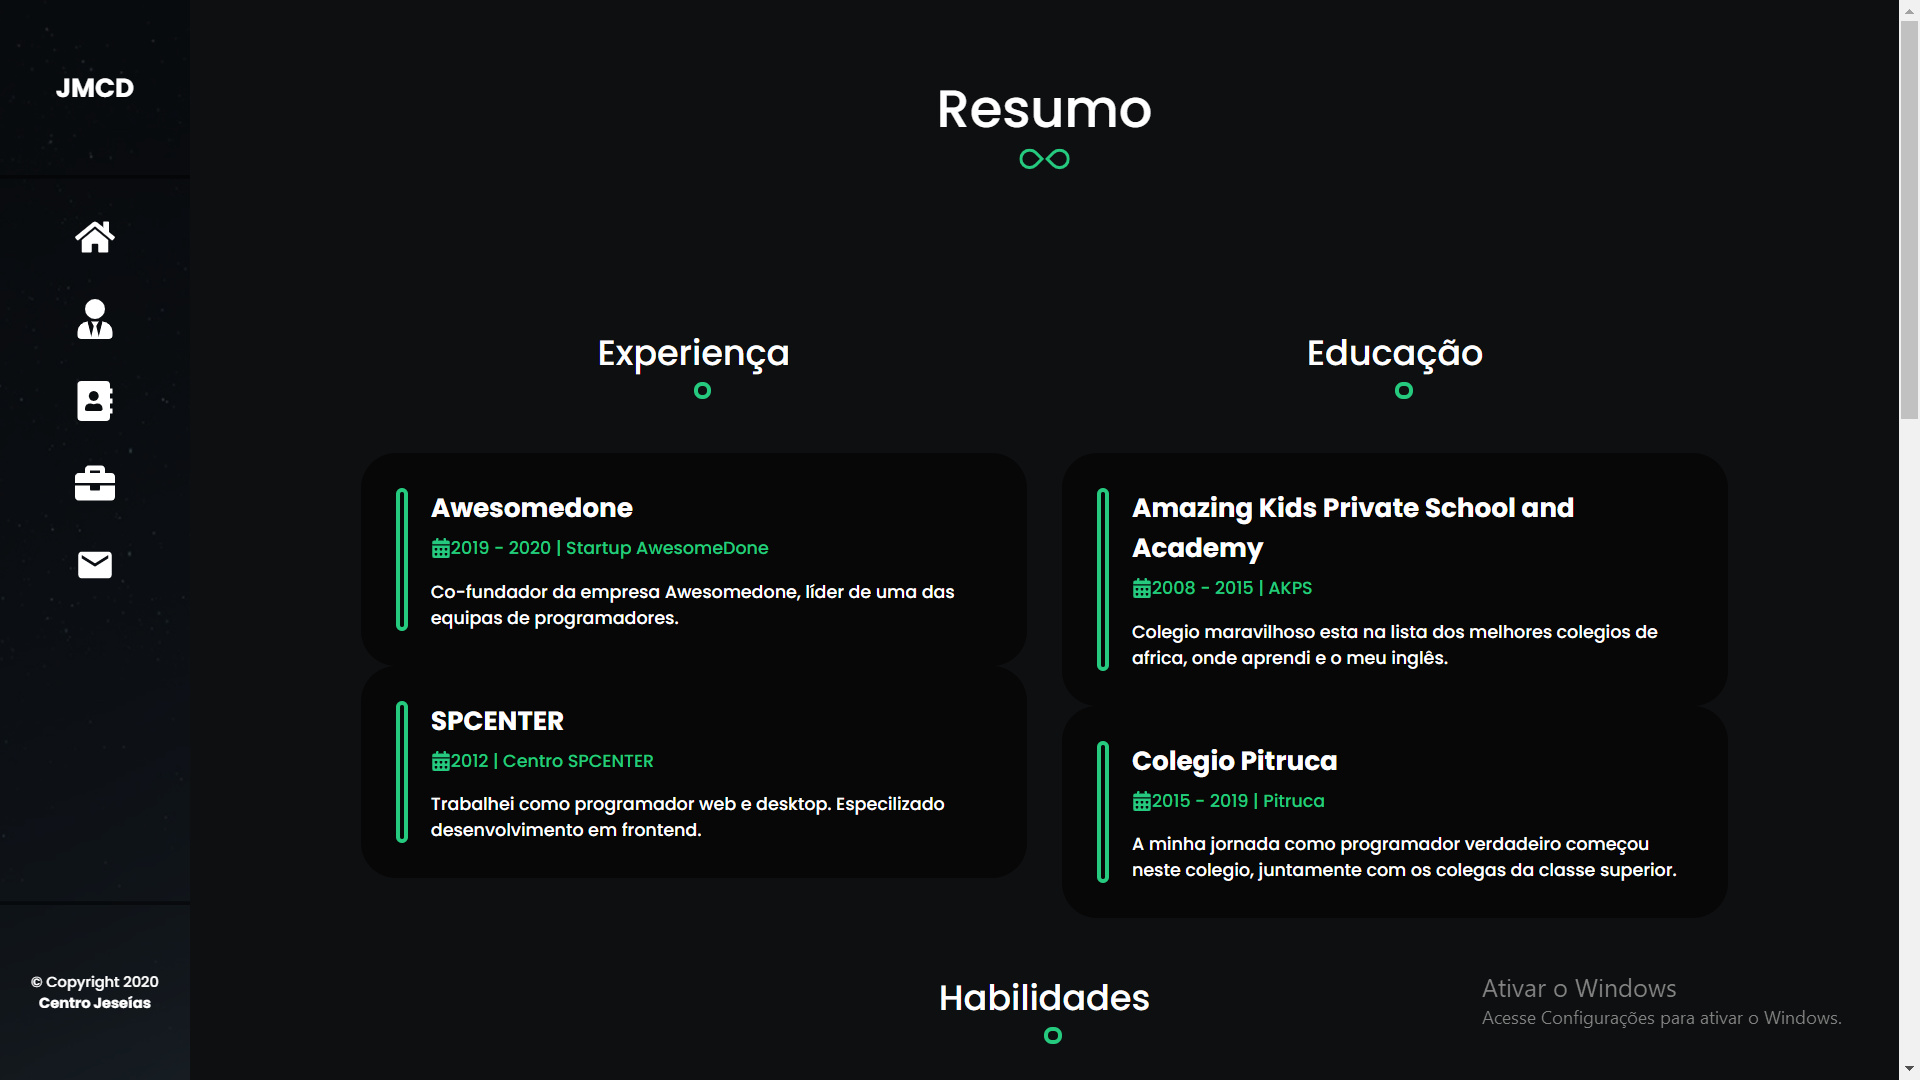 JMCD
Resumo
Experiença
Awesomedone
2019 - 2020 | Startup AwesomeDone
Co-fundador da empresa Awesomedone, líder de uma das
equipas de programadores.
SPCENTER
2012 | Centro SPCENTER
Trabalhei como programador web e desktop. Especilizado
desenvolvimento em frontend.
Educação
Amazing Kids Private School and
Academy
2008 - 2015 | AKPS
Colegio maravilhoso esta na lista dos melhores colegios de
africa, onde aprendi e o meu inglês.
Colegio Pitruca
2015 - 2019 | Pitruca
A minha jornada como programador verdadeiro começou
neste colegio, juntamente com os colegas da classe superior.
Habilidades
© Copyright 2020
Centro Jeseías
Ativar o Windows
Acesse Configurações para ativar o Windows.